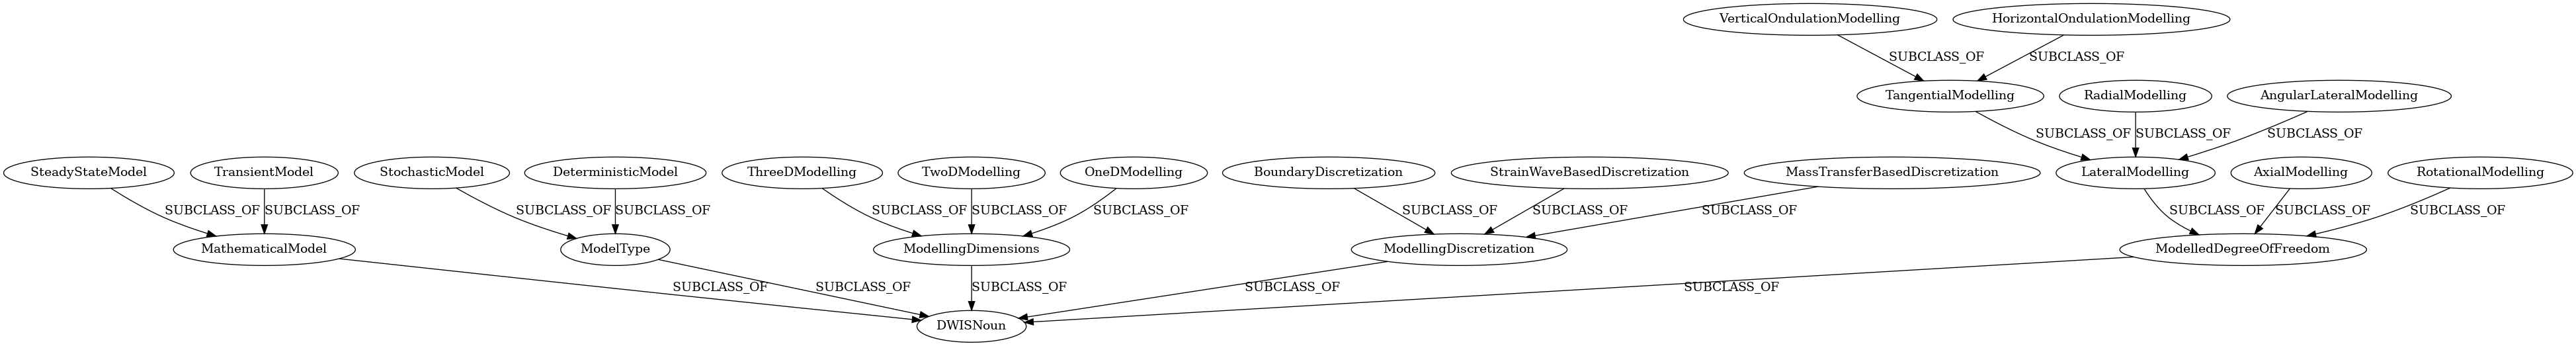 VerticalOndulationModelling
HorizontalOndulationModelling
SUBCLASS_OF
SUBCLASS_OF
TangentialModelling
RadialModelling
AngularLateralModelling
SUBCLASS_OF
SUBCLASS_OF
SUBCLASS_OF
SteadyStateModel
TransientModel
StochasticModel
DeterministicModel
ThreeDModelling
TwoDModelling
OneDModelling
BoundaryDiscretization
StrainWaveBasedDiscretization
MassTransferBasedDiscretization
LateralModelling
AxialModelling
RotationalModelling
SUBCLASS_OF
SUBCLASS_OF
SUBCLASS_OF
SUBCLASS_OF
SUBCLASS_OF
SUBCLASS_OF
SUBCLASS_OF
SUBCLASS_OF
SUBCLASS_OF
SUBCLASS_OF
SUBCLASS_OF
SUBCLASS_OF
SUBCLASS_OF
MathematicalModel
ModelType
ModellingDimensions
ModellingDiscretization
ModelledDegreeOfFreedom
SUBCLASS_OF
SUBCLASS_OF
SUBCLASS_OF
SUBCLASS_OF
SUBCLASS_OF
DWISNoun